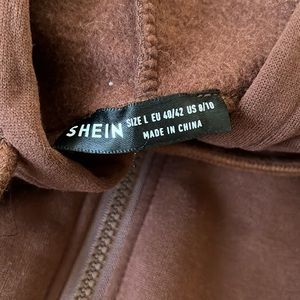 SHEIN
SIZE L EU 40/42 US 8/10
MADE IN CHINA